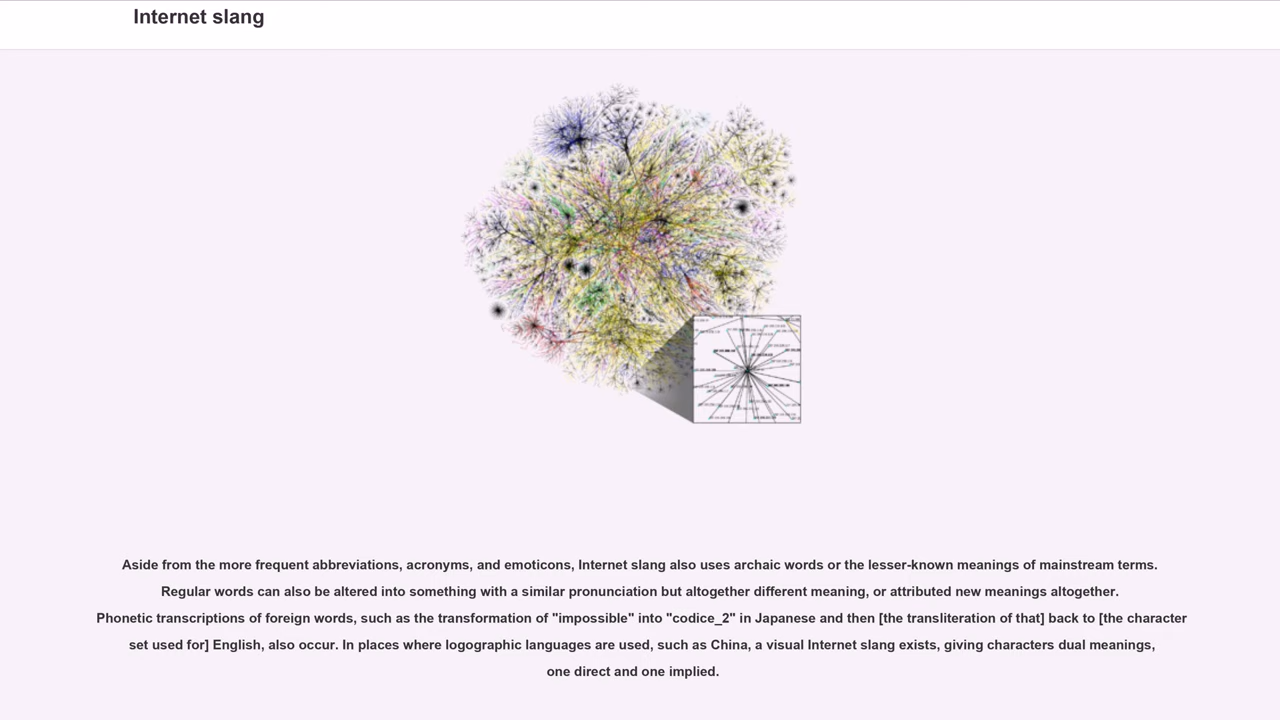 Internet slang
Aside from the more frequent abbreviations, acronyms, and emoticons, Internet slang also uses archaic words or the lesser-known meanings of mainstream terms.
Regular words can also be altered into something with a similar pronunciation but altogether different meaning, or attributed new meanings altogether.
Phonetic transcriptions of foreign words, such as the transformation of "impossible" into "codice_2" in Japanese and then [the transliteration of that] back to [the character
set used for] English, also occur. In places where logographic languages are used, such as China, a visual Internet slang exists, giving characters dual meanings,
one direct and one implied.